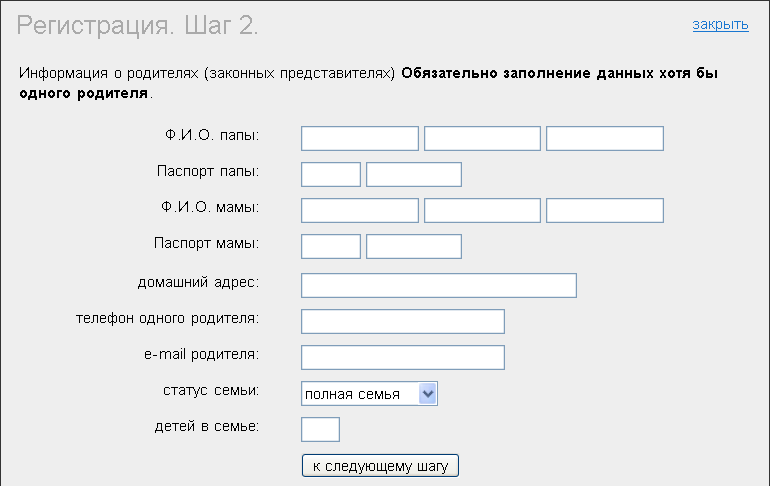 Регистрация. Шаг 2.
закрыть
Информация о родителях (законных представителях) Обязательно заполнение данных хотя бы
одного родителя.
Ф.И.О. папы:
Паспорт папы:
Ф.И.О. мамы:
Паспорт мамы:
домашний адрес:
телефон одного родителя:
e-mail родителя:
статус семьи: полная семья
детей в семье:
к следующему шагу